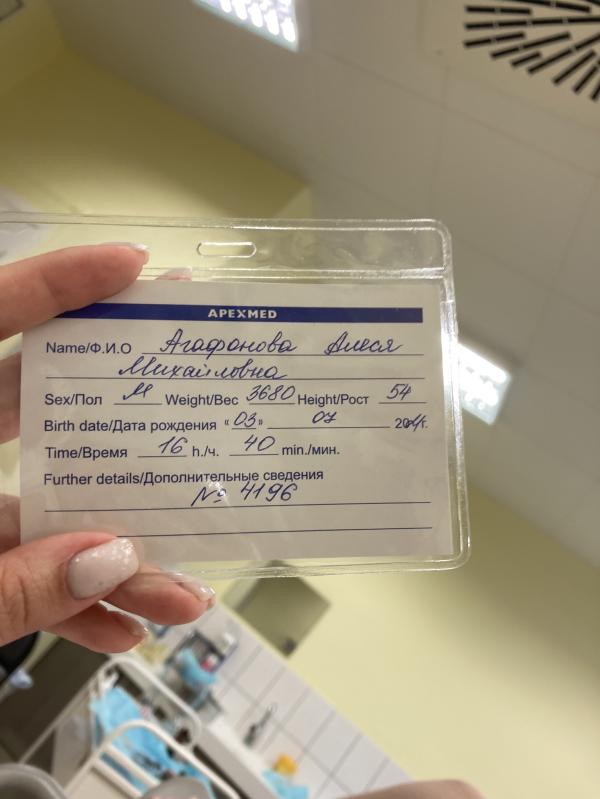 APEXMED
Name/Ф.И.О Агафонова Алеся
Михайловна
Sex/Пол М Weight/Вес 3680 Height/Рост 54
Birth date/Дата рождения «03» 07 2024г.
Time/Время 16 h./ч. 40 min./мин.
Further details/Дополнительные сведения
№ 4196